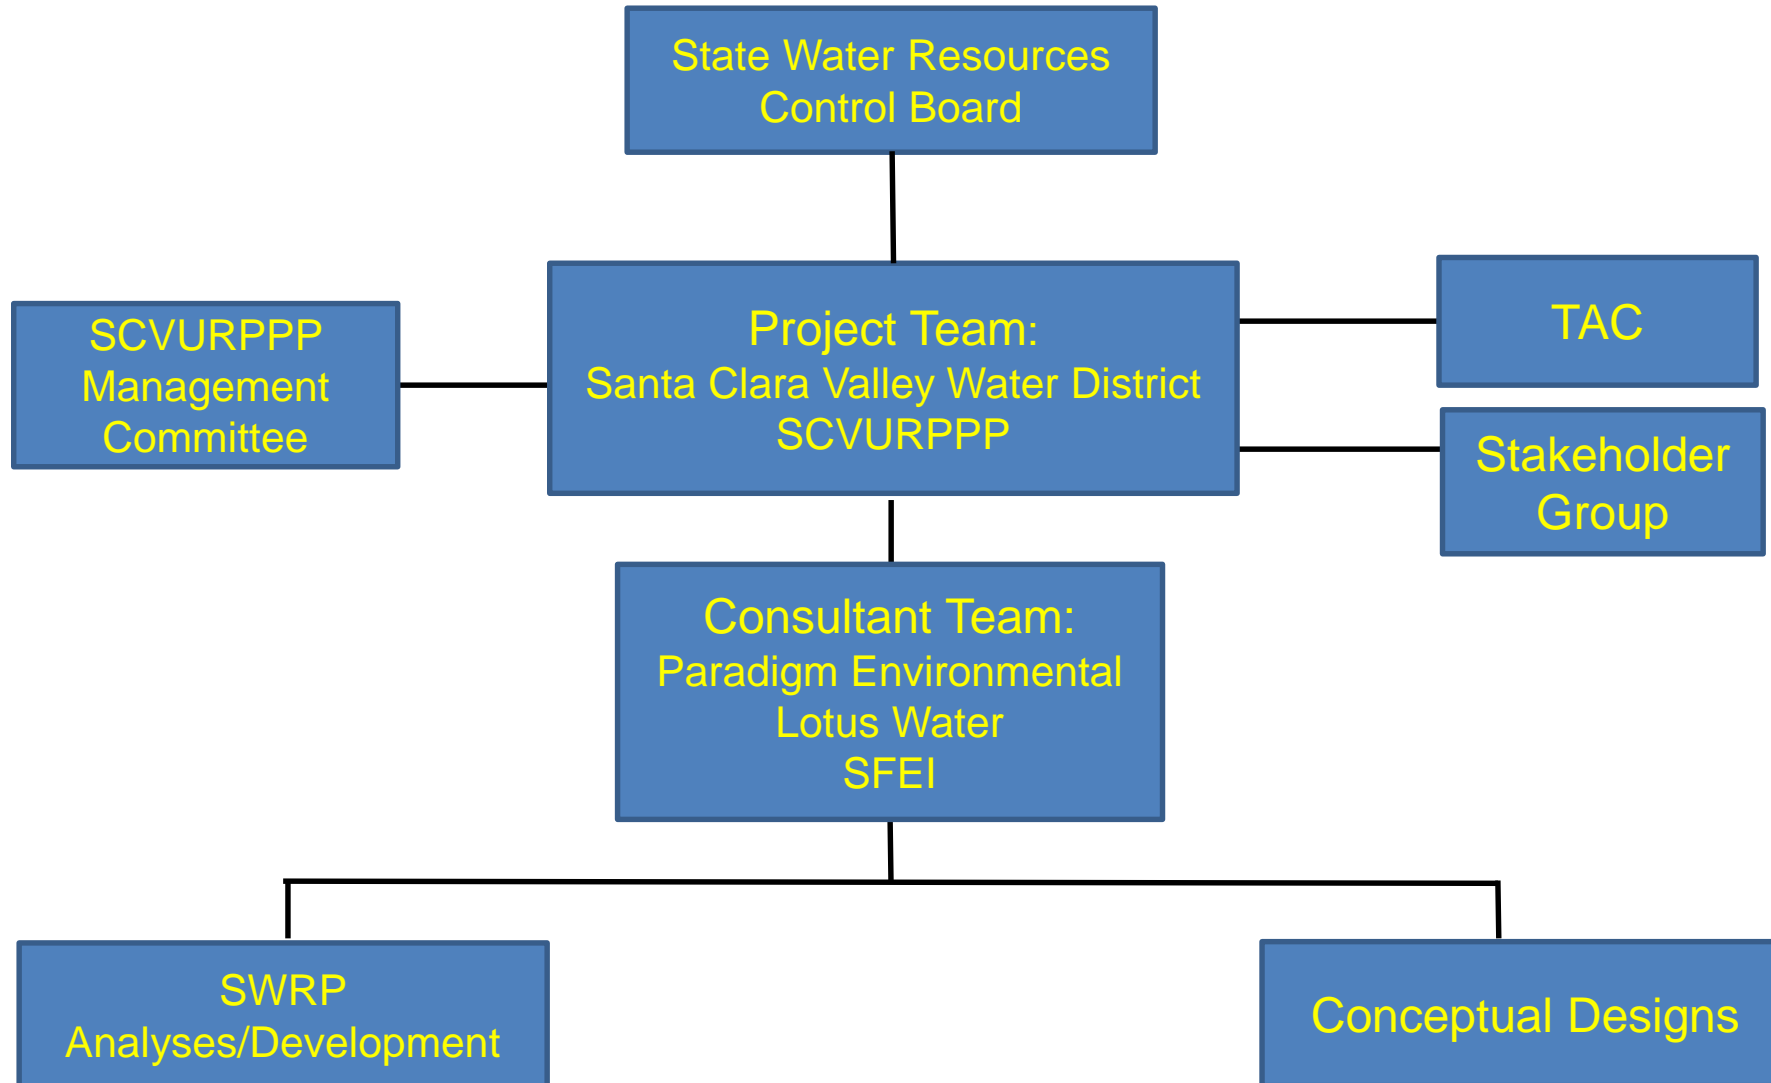 State Water Resources
Control Board
SCVURPPP
Management
Committee
Project Team:
Santa Clara Valley Water District
SCVURPPP
TAC
Stakeholder
Group
Consultant Team:
Paradigm Environmental
Lotus Water
SFEI
SWRP
Analyses/Development
Conceptual Designs